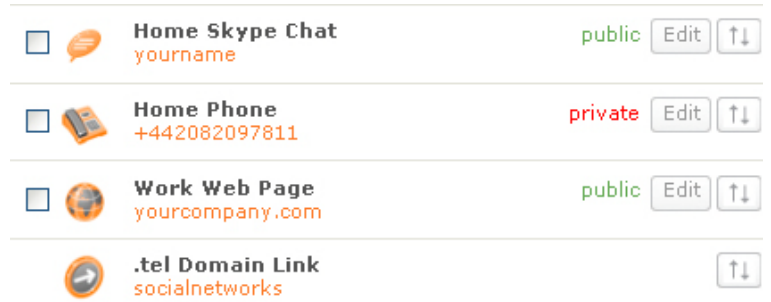 Home Skype Chat
yourname
public Edit
Home Phone
+442082097811
private Edit
Work Web Page
yourcompany.com
public Edit
.tel Domain Link
socialnetworks